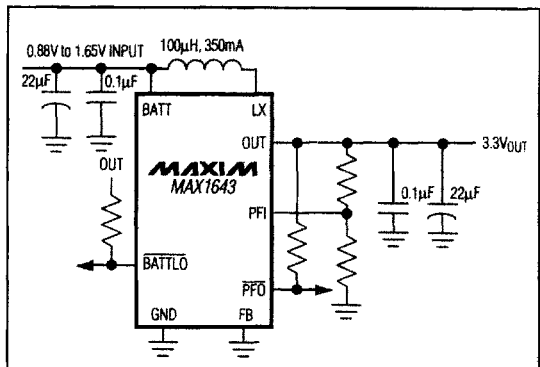 0.88V to 1.65V INPUT
100µH, 350mA
22µF
0.1µF
BATT
LX
OUT
3.3VOUT
OUT
MAXIM
MAX1643
PFI
0.1µF
22µF
BATTLO
PFO
GND
FB